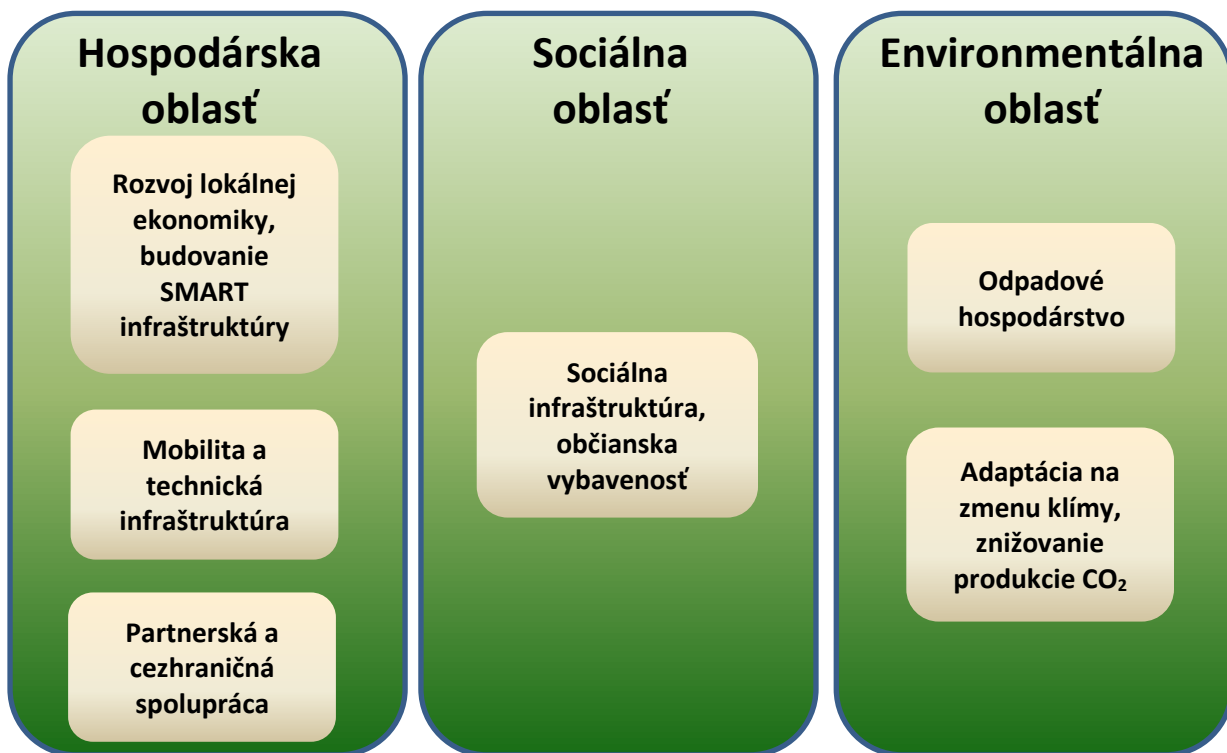 Hospodárska
oblasť
Rozvoj lokálnej
ekonomiky,
budovanie
SMART
infraštruktúry
Mobilita a
technická
infraštruktúra
Partnerská a
cezhraničná
spolupráca
Sociálna
oblasť
Sociálna
infraštruktúra,
občianska
vybavenosť
Environmentálna
oblasť
Odpadové
hospodárstvo
Adaptácia na
zmenu klímy,
znižovanie
produkcie CO₂